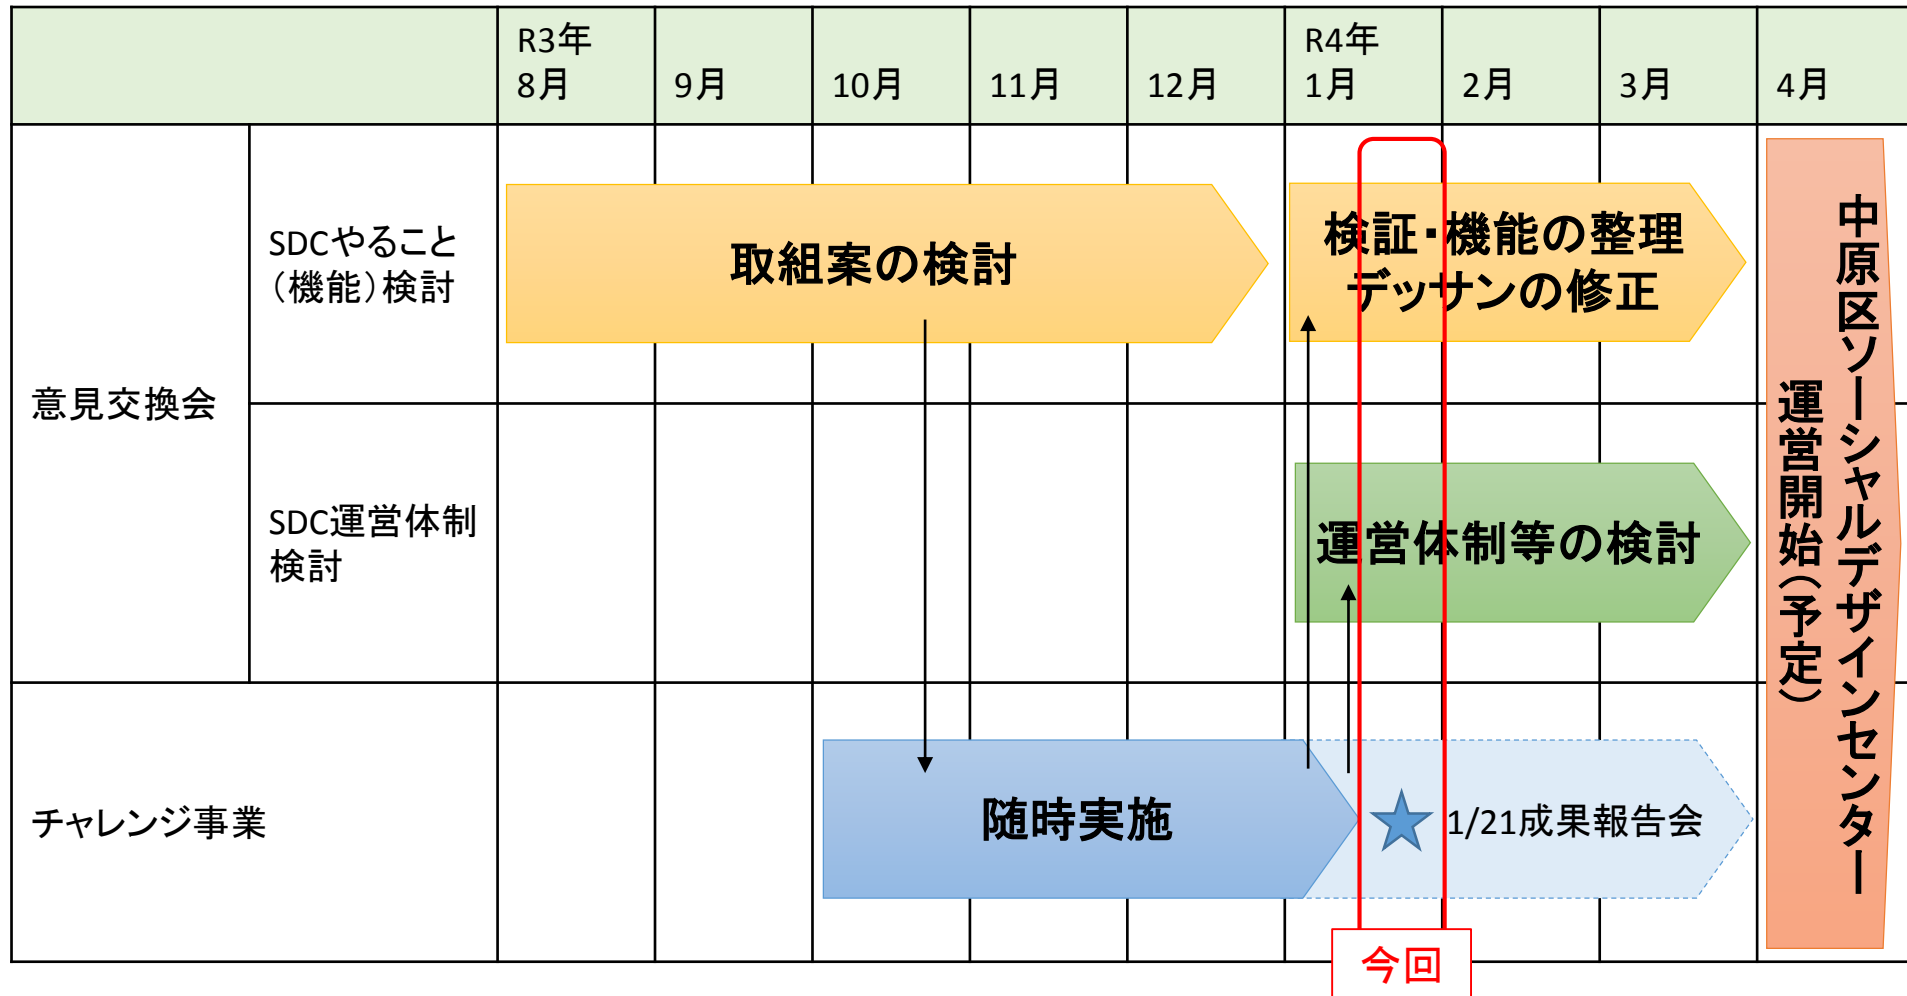 R3年
8月
9月
10月
11月
12月
R4年
1月
2月
3月
4月
意見交換会
SDCやること
（機能）検討
取組案の検討
検証・機能の整理
デッサンの修正
SDC運営体制
検討
運営体制等の検討
チャレンジ事業
随時実施
1/21成果報告会
今回
中原区ソーシャルデザインセンター
運営開始（予定）